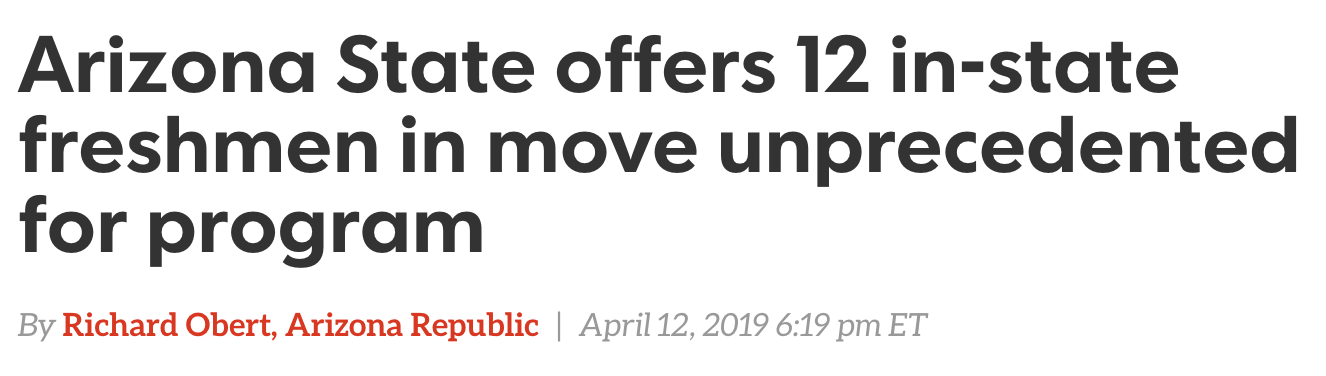 Arizona State offers 12 in-state
freshmen in move unprecedented
for program
By Richard Obert, Arizona Republic | April 12, 2019 6:19 pm ET